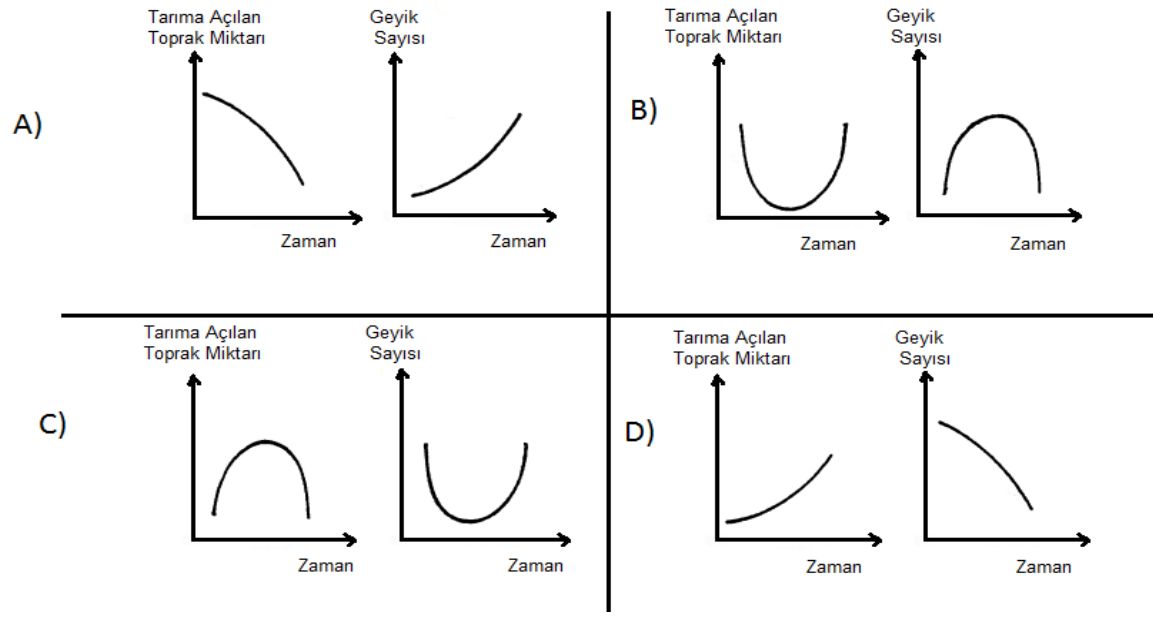 A)
Tarıma Açılan
Toprak Miktarı
Zaman
Geyik
Sayısı
Zaman
B)
Tarıma Açılan
Toprak Miktarı
Zaman
Geyik
Sayısı
Zaman
C)
Tarıma Açılan
Toprak Miktarı
Zaman
Geyik
Sayısı
Zaman
D)
Tarıma Açılan
Toprak Miktarı
Zaman
Geyik
Sayısı
Zaman